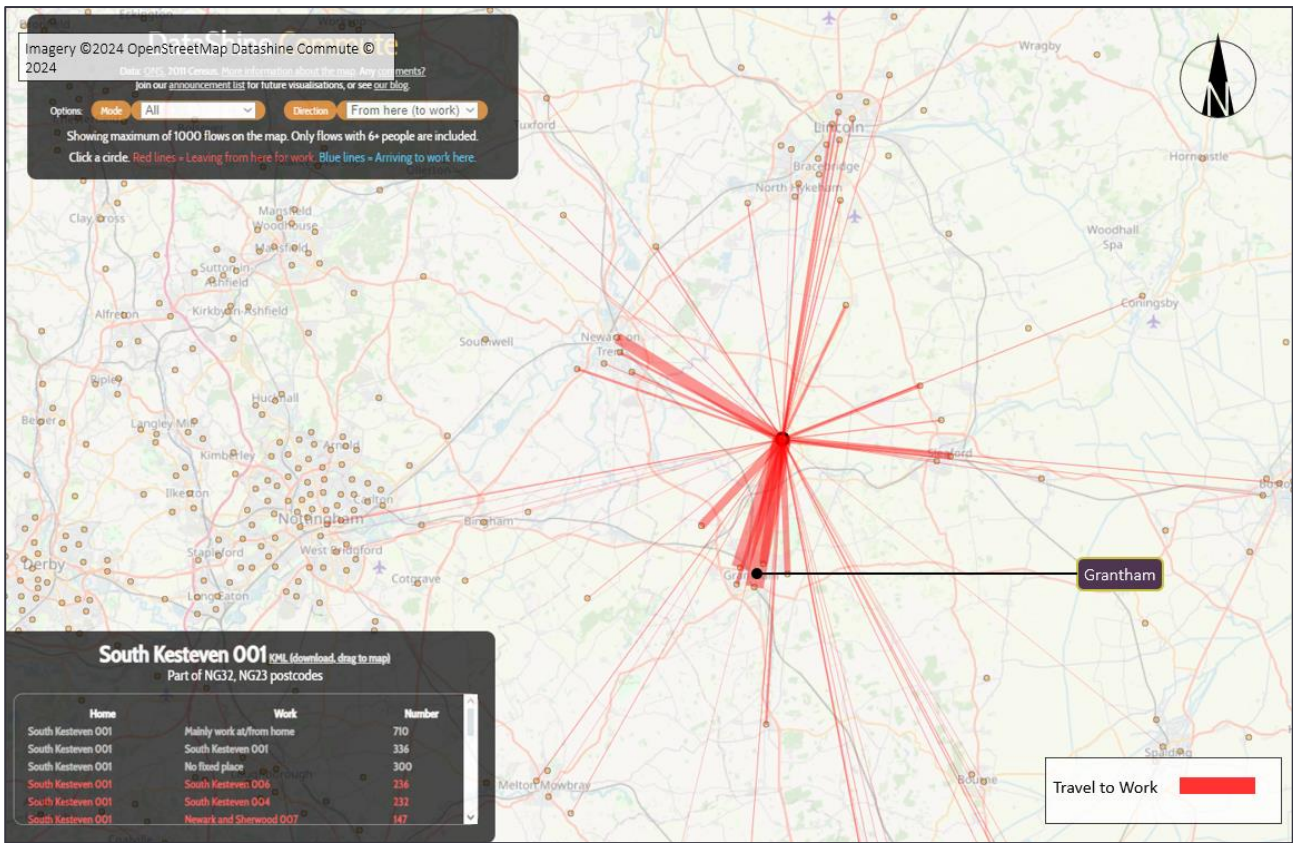 DataShine Commute
Imagery ©2024 OpenStreetMap Datashine Commute ©
2024
Data: ONS, 2011 Census. More information about the map. Any comments?
Join our announcement list for future visualisations, or see our blog.
Options: Mode All Direction From here (to work)
Showing maximum of 1000 flows on the map. Only flows with 6+ people are included.
Click a circle. Red lines = Leaving from here for work. Blue lines = Arriving to work here.
N
Wragby
Tuxford
Lincoln
Bracebridge
Horncastle
North Hykeham
Clay Cross
Mansfield
Woodhouse
Mansfield
Woodhall
Spa
Sutton in
Ashfield
Kirkby-in-Ashfield
Alfreton
Coningsby
Southwell
Newark on
Trent
Ripley
Hucknall
Belper
Langley Mill
Arnold
Kimberley
Sleaford
Ilkeston
Carlton
Nottingham
Bingham
Boston
Stapleford
West Bridgford
Derby
Cotgrave
Long Eaton
Grantham
Grantham
South Kesteven 001 KML (download, drag to map)
Part of NG32, NG23 postcodes
Home Work Number
South Kesteven 001 Mainly work at/from home 710
South Kesteven 001 South Kesteven 001 336
South Kesteven 001 No fixed place 300
South Kesteven 001 South Kesteven 006 236
South Kesteven 001 South Kesteven 004 232
South Kesteven 001 Newark and Sherwood 007 147
Melton Mowbray
Bourne
Spalding
Travel to Work